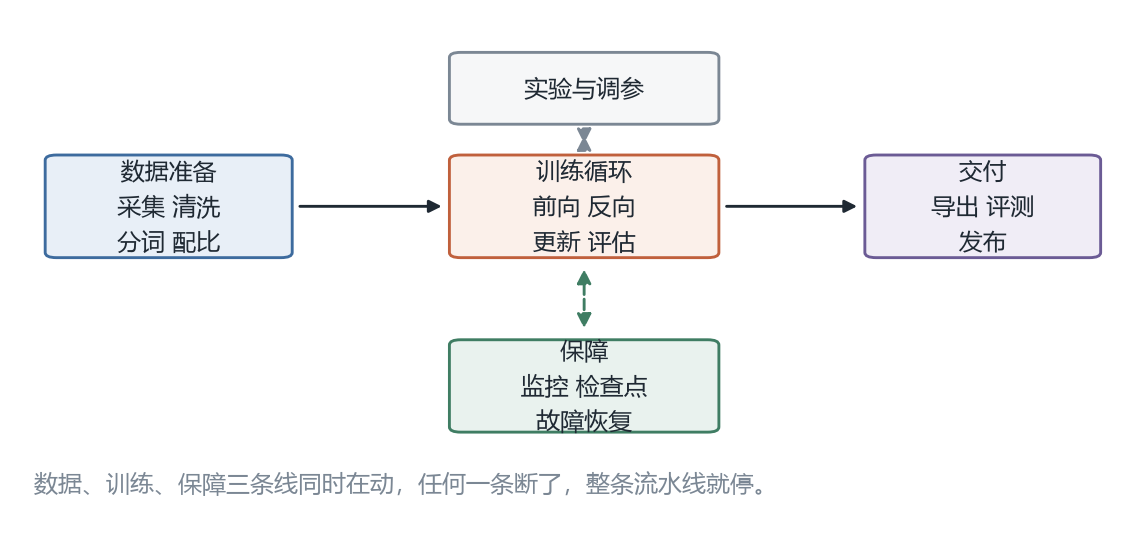 实验与调参
数据准备
采集 清洗
分词 配比
训练循环
前向 反向
更新 评估
交付
导出 评测
发布
保障
监控 检查点
故障恢复
数据、训练、保障三条线同时在动，任何一条断了，整条流水线就停。